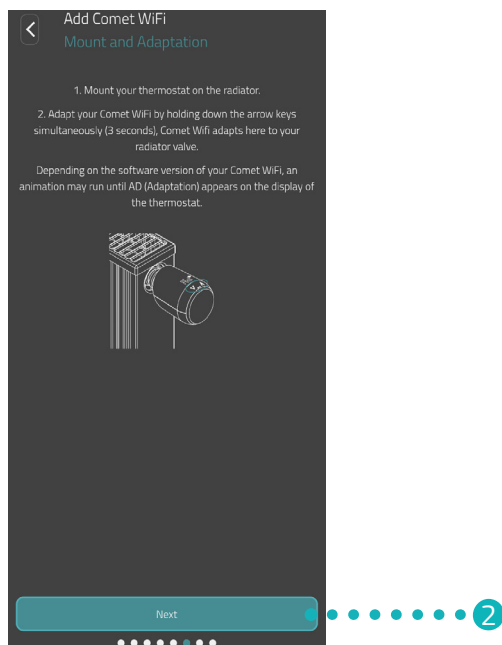 Add Comet WiFi
Mount and Adaptation
1. Mount your thermostat on the radiator.
2. Adapt your Comet WiFi by holding down the arrow keys
simultaneously (3 seconds), Comet Wifi adapts here to your
radiator valve.
Depending on the software version of your Comet WiFi, an
animation may run until AD (Adaptation) appears on the display of
the thermostat.
Next
2